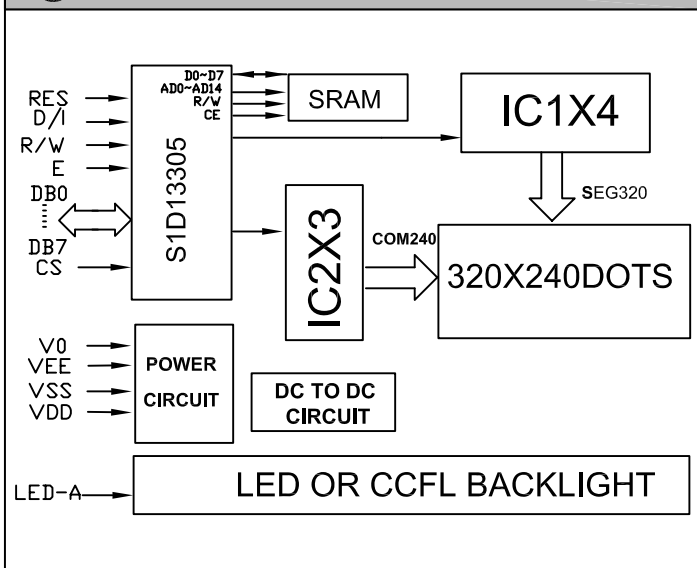 RES
D/I
R/W
E
DB0
DB7
CS
S1D13305
D0~D7
AD0~AD14
R/W
CE
SRAM
IC1X4
SEG320
IC2X3
COM240
320X240DOTS
V0
VEE
VSS
VDD
POWER
CIRCUIT
DC TO DC
CIRCUIT
LED-A
LED OR CCFL BACKLIGHT